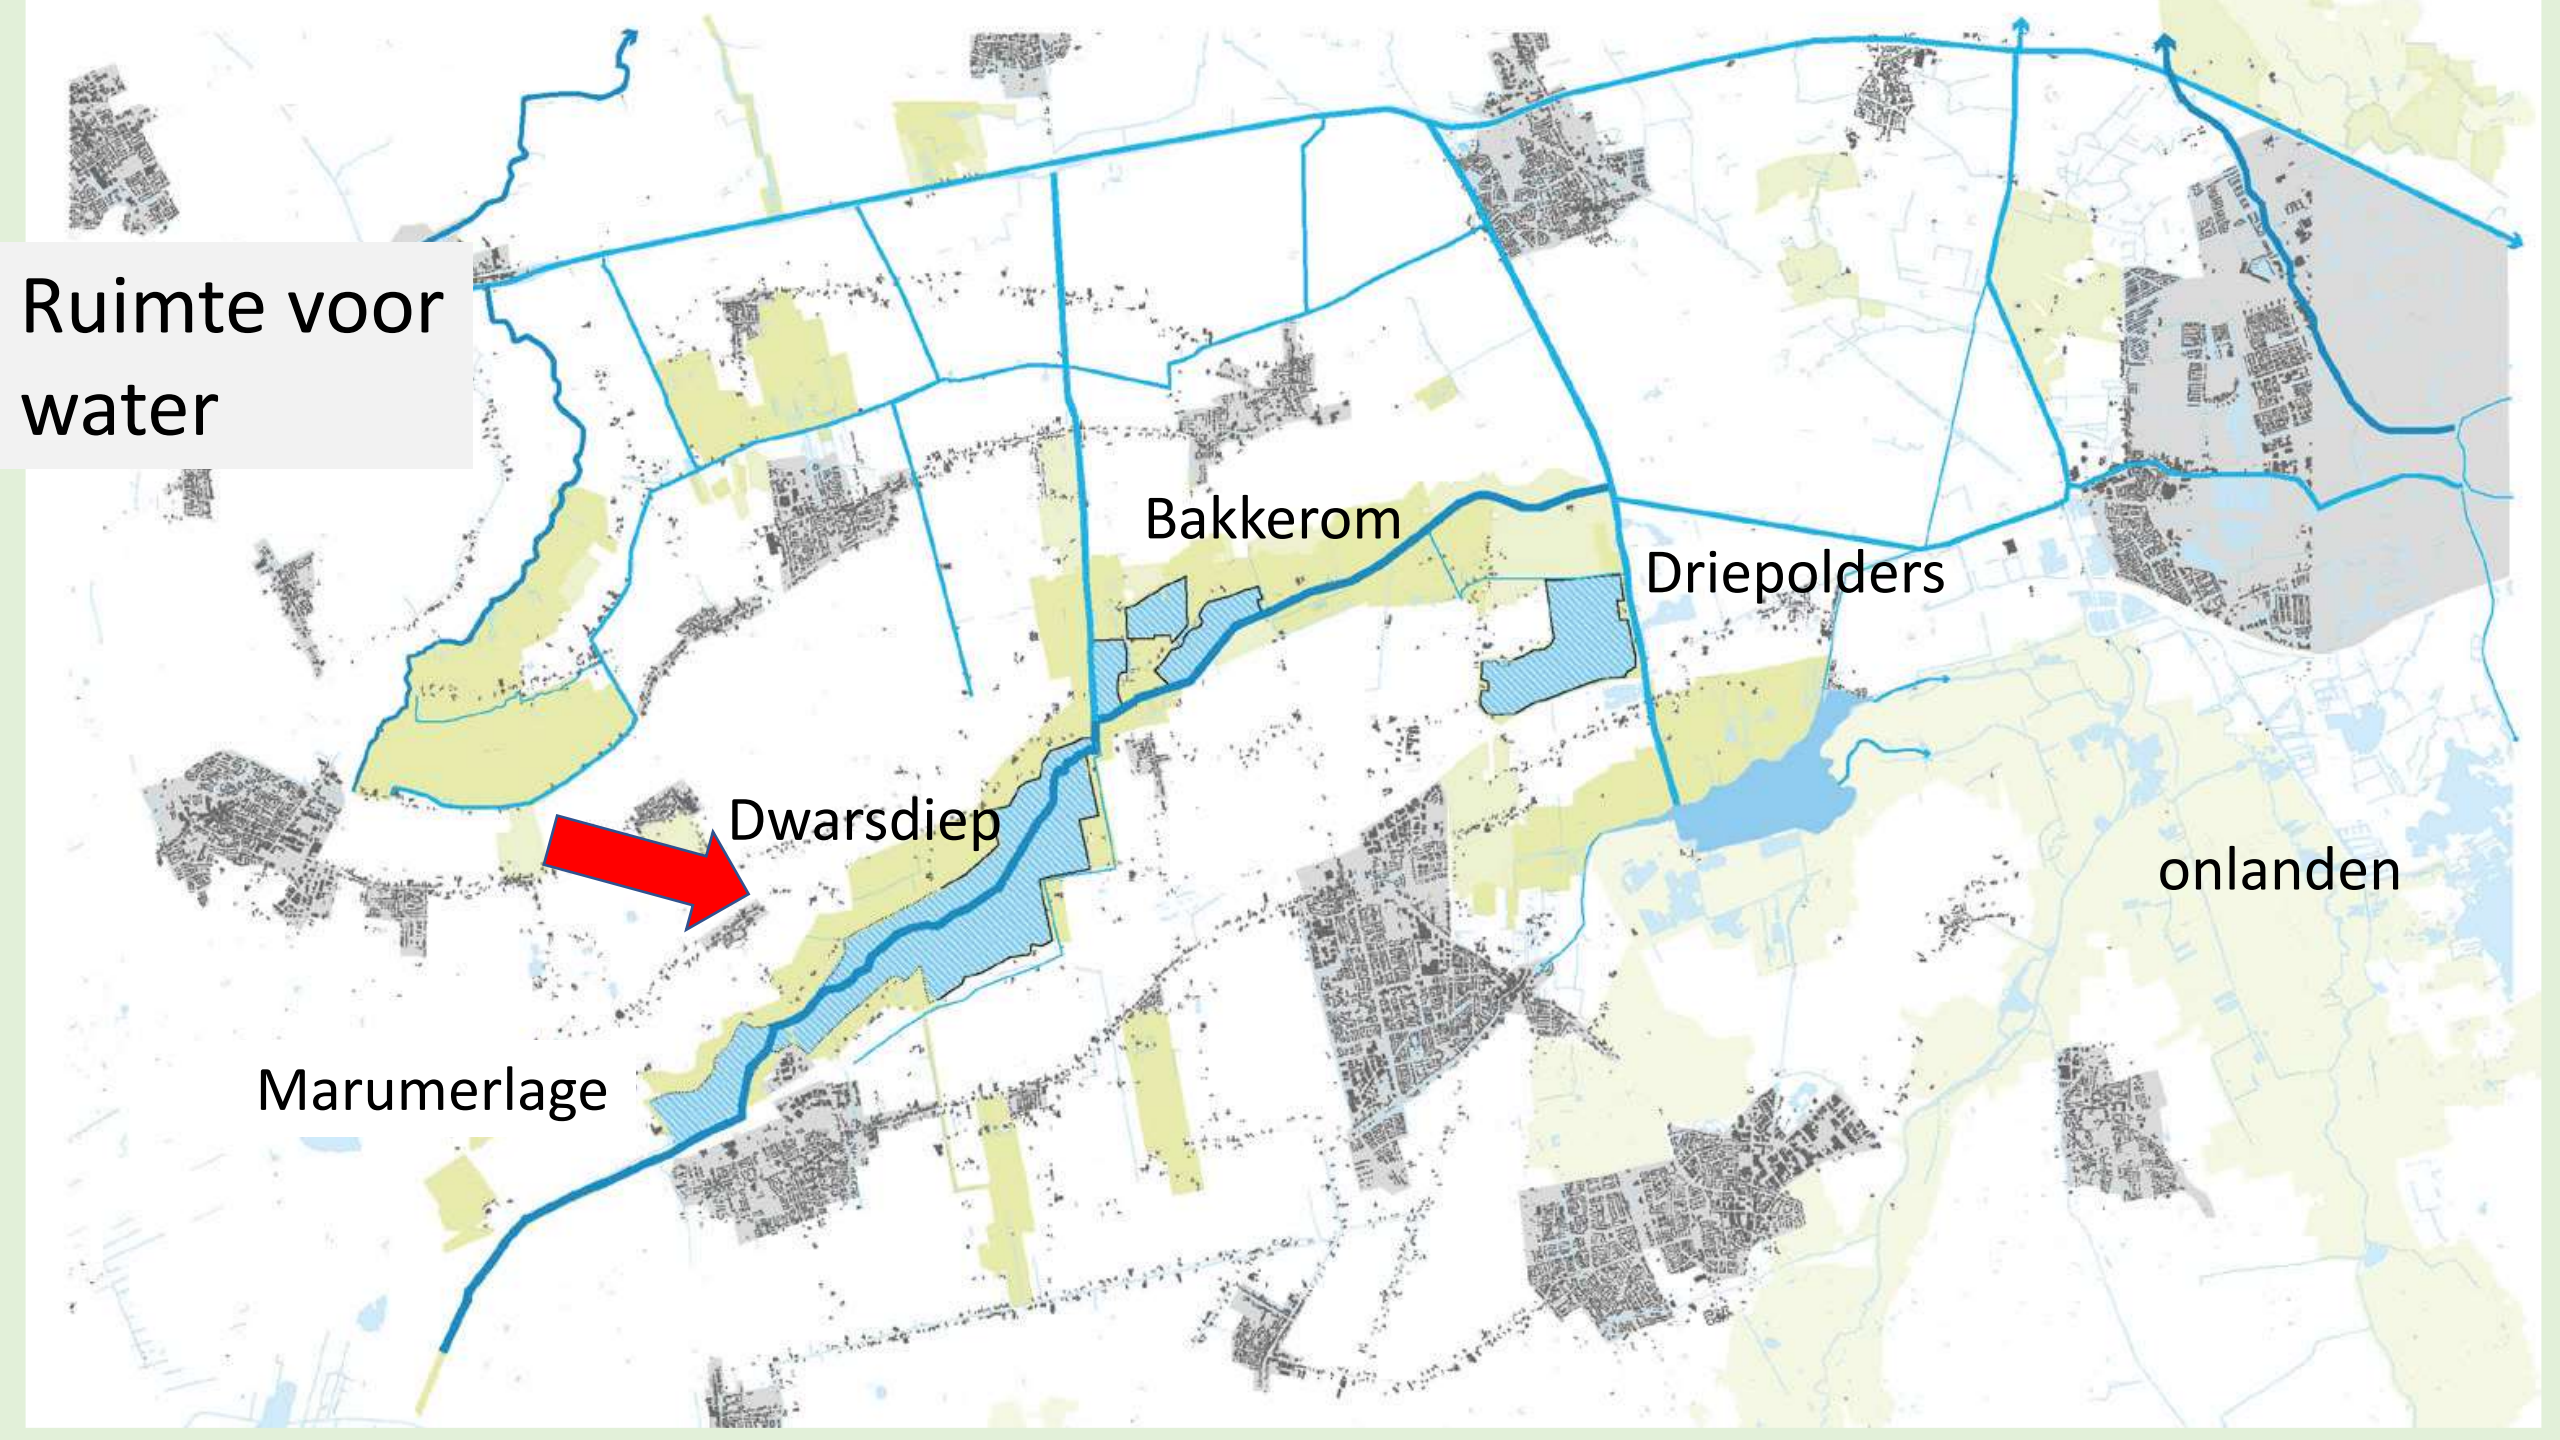 Ruimte voor
water
Bakkerom
Driepolders
Dwarsdiep
onlanden
Marumerlage